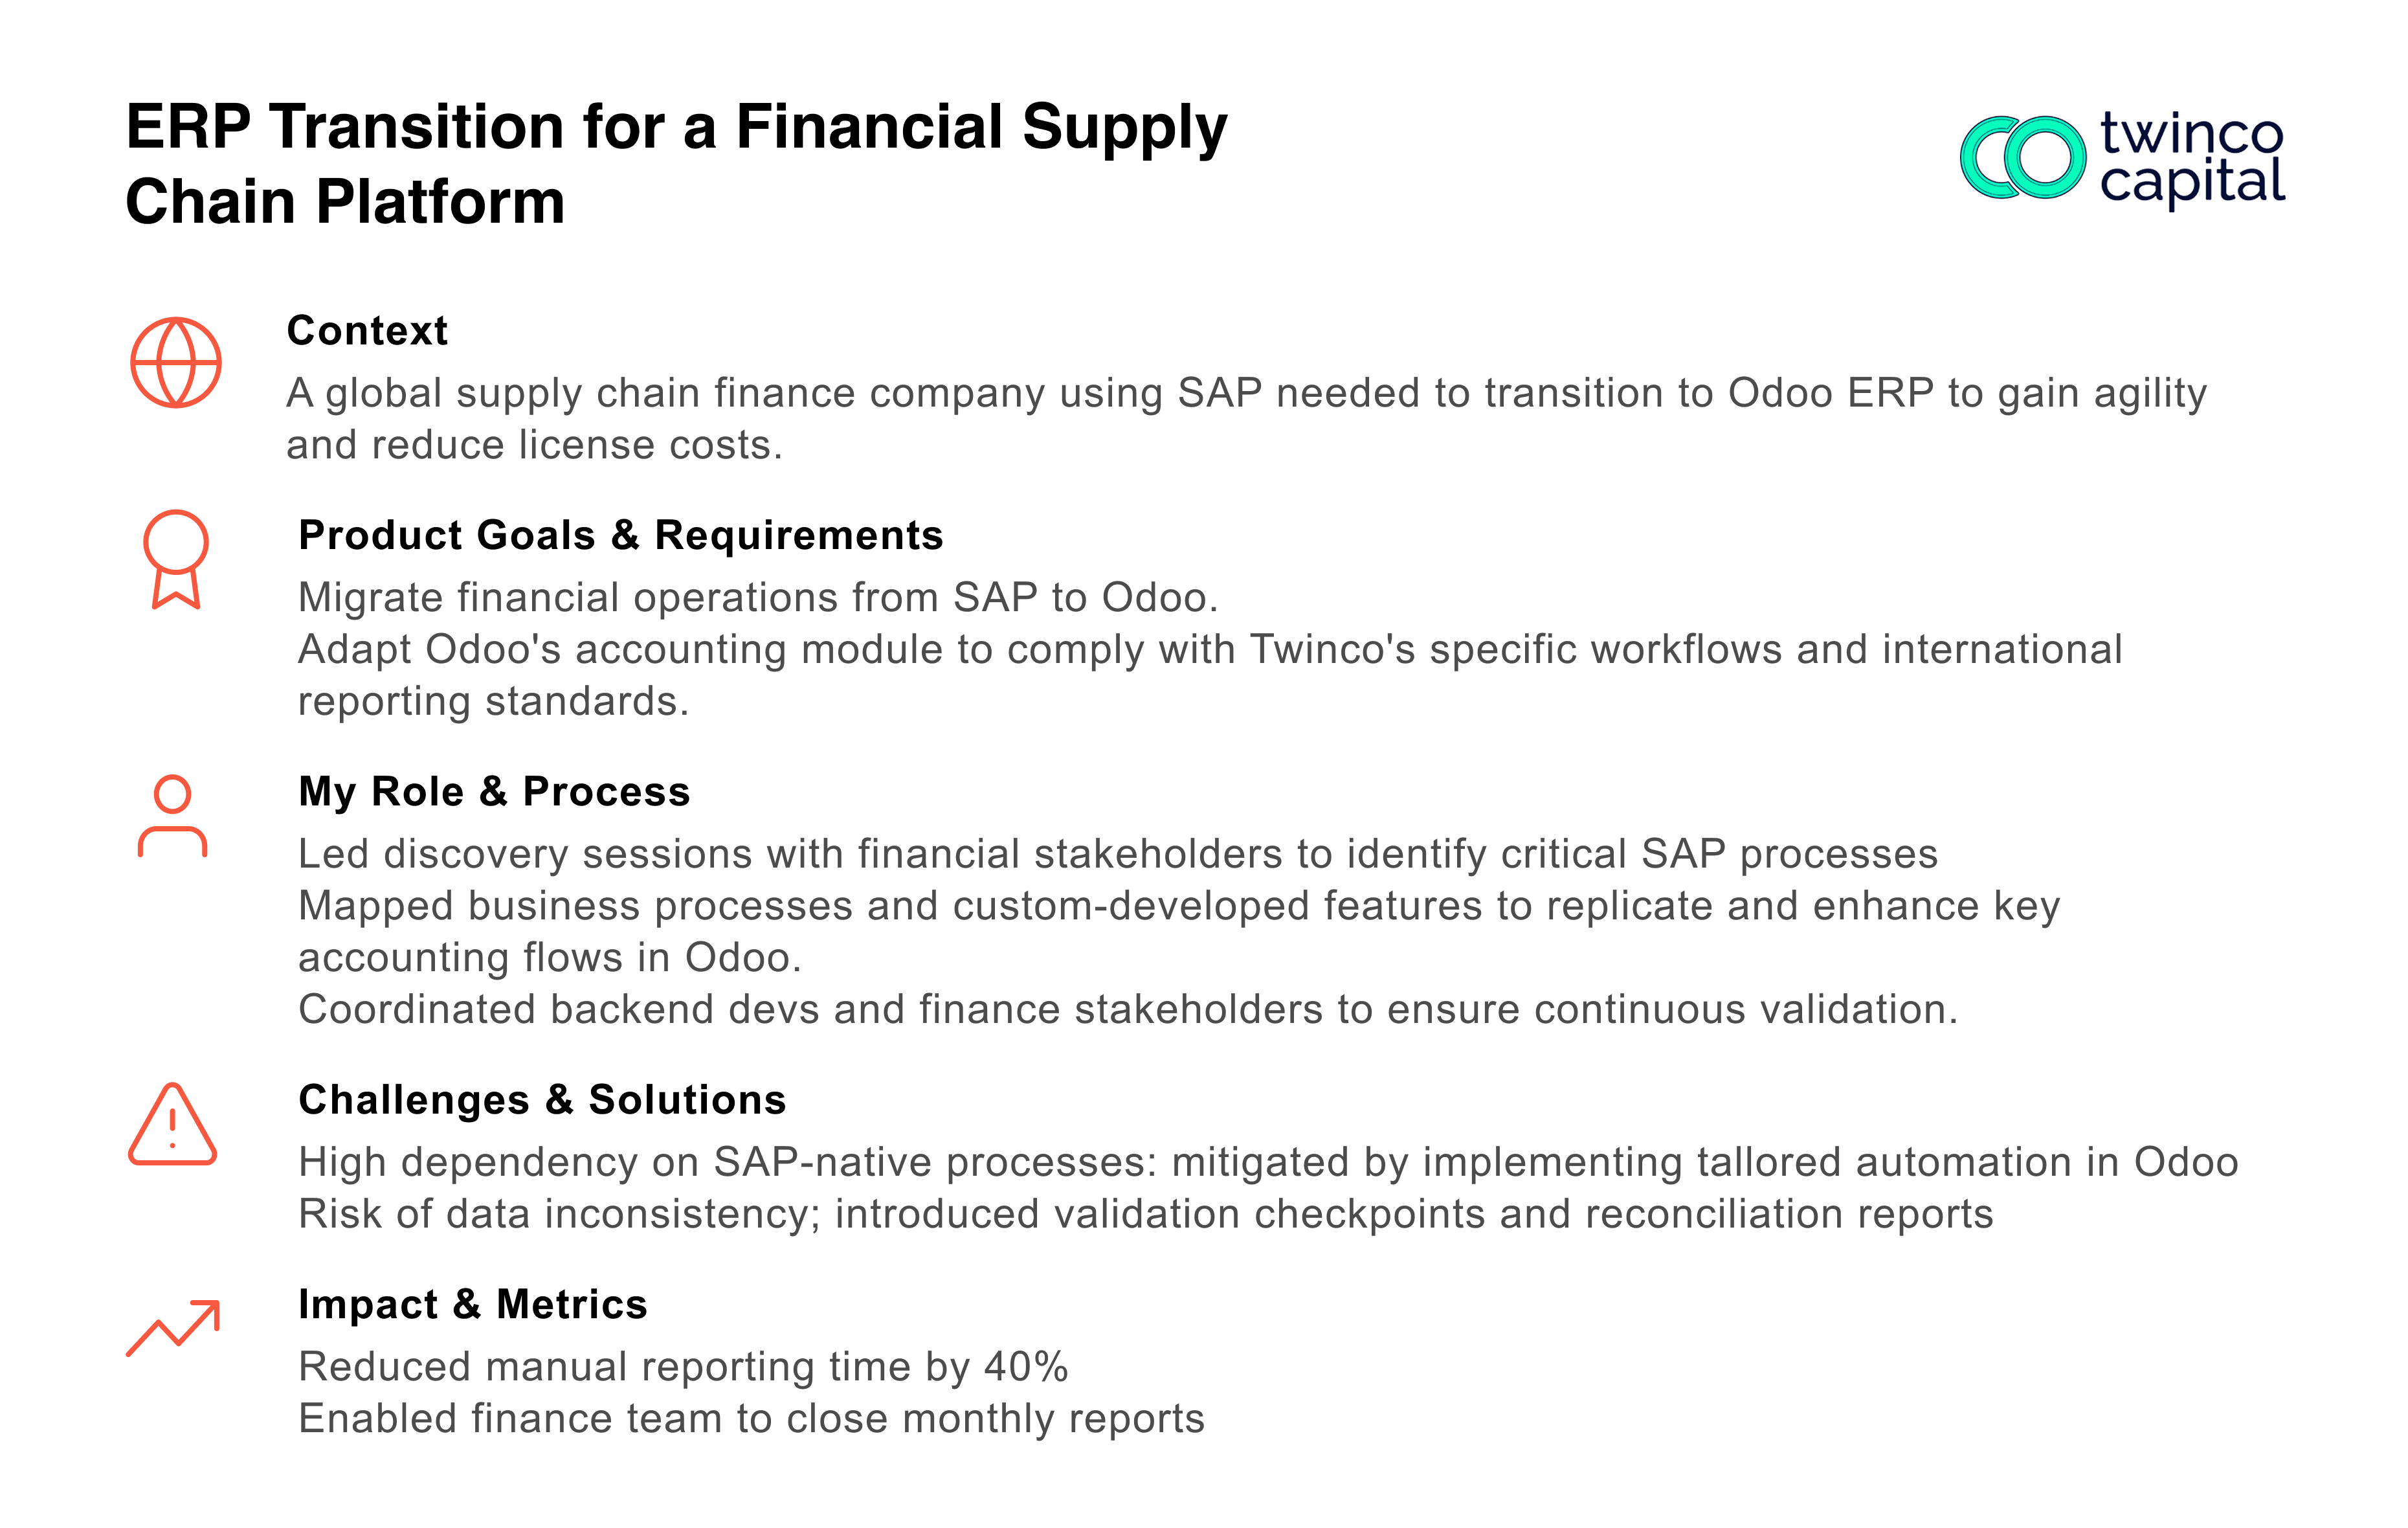 ERP Transition for a Financial Supply
Chain Platform
twinco
capital
Context
A global supply chain finance company using SAP needed to transition to Odoo ERP to gain agility
and reduce license costs.
Product Goals & Requirements
Migrate financial operations from SAP to Odoo.
Adapt Odoo's accounting module to comply with Twinco's specific workflows and international
reporting standards.
My Role & Process
Led discovery sessions with financial stakeholders to identify critical SAP processes
Mapped business processes and custom-developed features to replicate and enhance key
accounting flows in Odoo.
Coordinated backend devs and finance stakeholders to ensure continuous validation.
Challenges & Solutions
High dependency on SAP-native processes: mitigated by implementing tallored automation in Odoo
Risk of data inconsistency; introduced validation checkpoints and reconciliation reports
Impact & Metrics
Reduced manual reporting time by 40%
Enabled finance team to close monthly reports